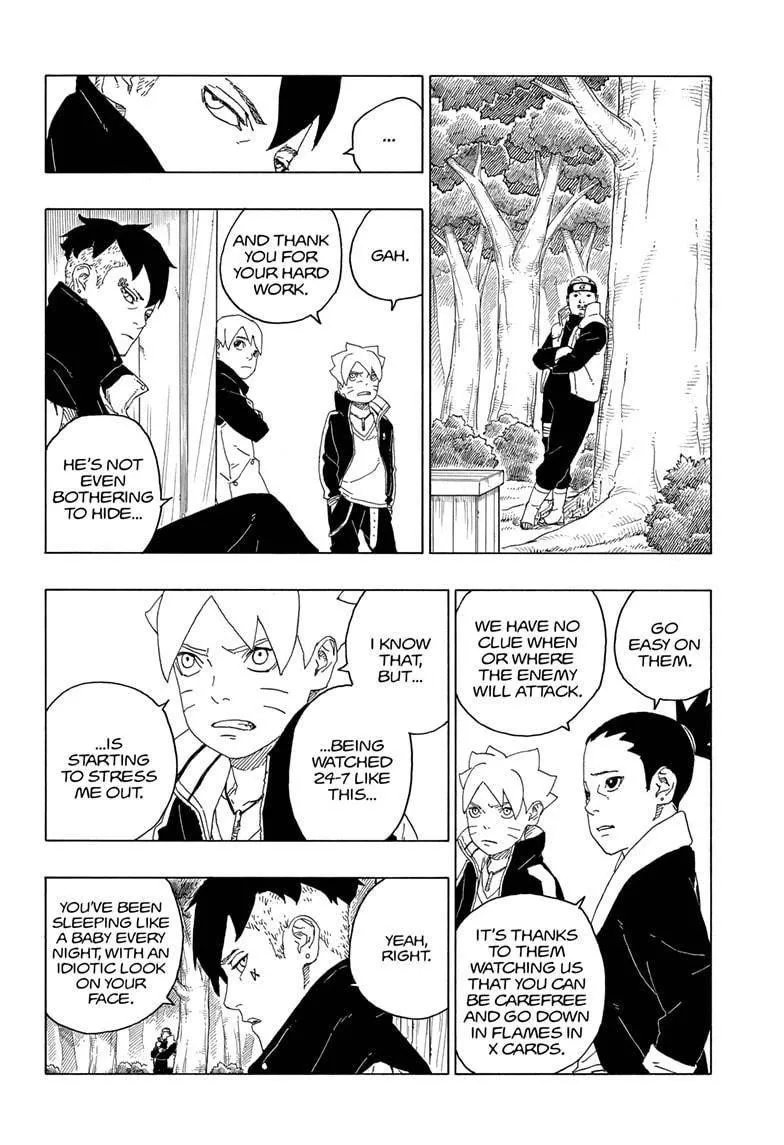 ...
GAH.
AND THANK
YOU FOR
YOUR HARD
WORK.
HE'S NOT
EVEN
BOTHERING
TO HIDE...
GO
EASY ON
THEM.
WE HAVE NO
CLUE WHEN
OR WHERE
THE ENEMY
WILL ATTACK.
IT'S THANKS
TO THEM
WATCHING US
THAT YOU CAN
BE CAREFREE
AND GO DOWN
IN FLAMES IN
X CARDS.
I KNOW
THAT,
BUT...
...BEING
WATCHED
24-7 LIKE
THIS...
...IS
STARTING
TO STRESS
ME OUT.
YEAH,
RIGHT.
YOU'VE BEEN
SLEEPING LIKE
A BABY EVERY
NIGHT, WITH AN
IDIOTIC LOOK
ON YOUR
FACE.